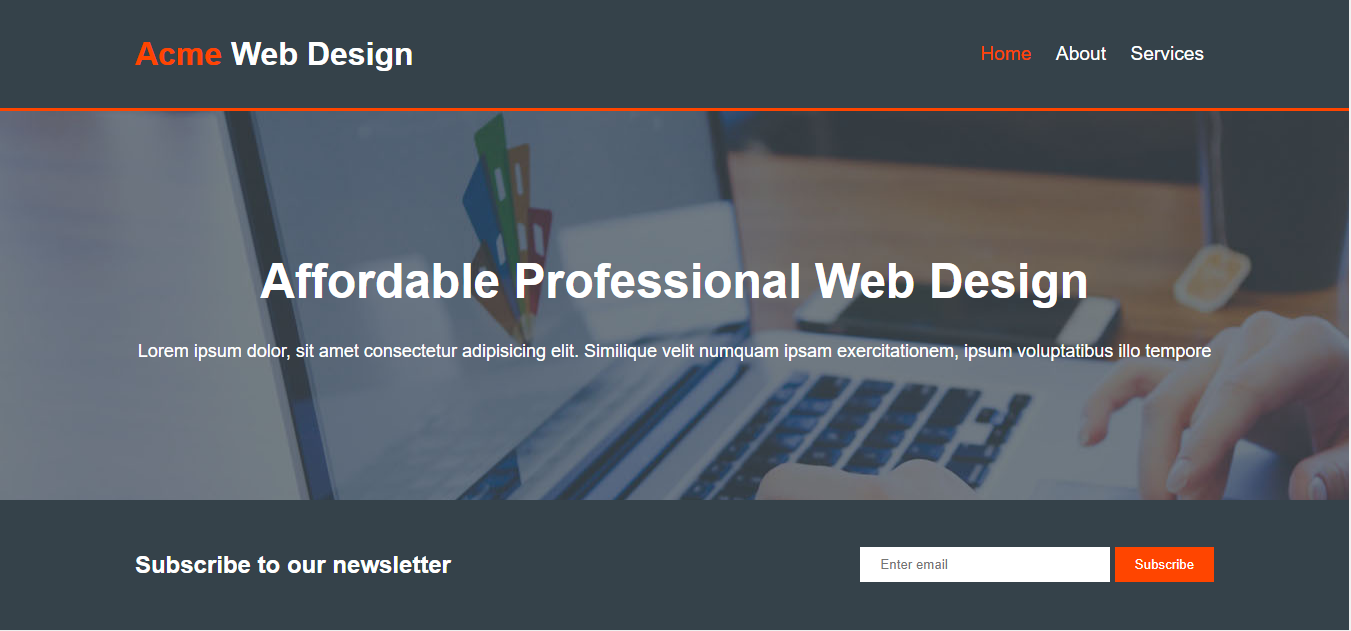 Acme Web Design
Home About Services
Affordable Professional Web Design
Lorem ipsum dolor, sit amet consectetur adipisicing elit. Similique velit numquam ipsam exercitationem, ipsum voluptatibus illo tempore
Subscribe to our newsletter
Enter email
Subscribe